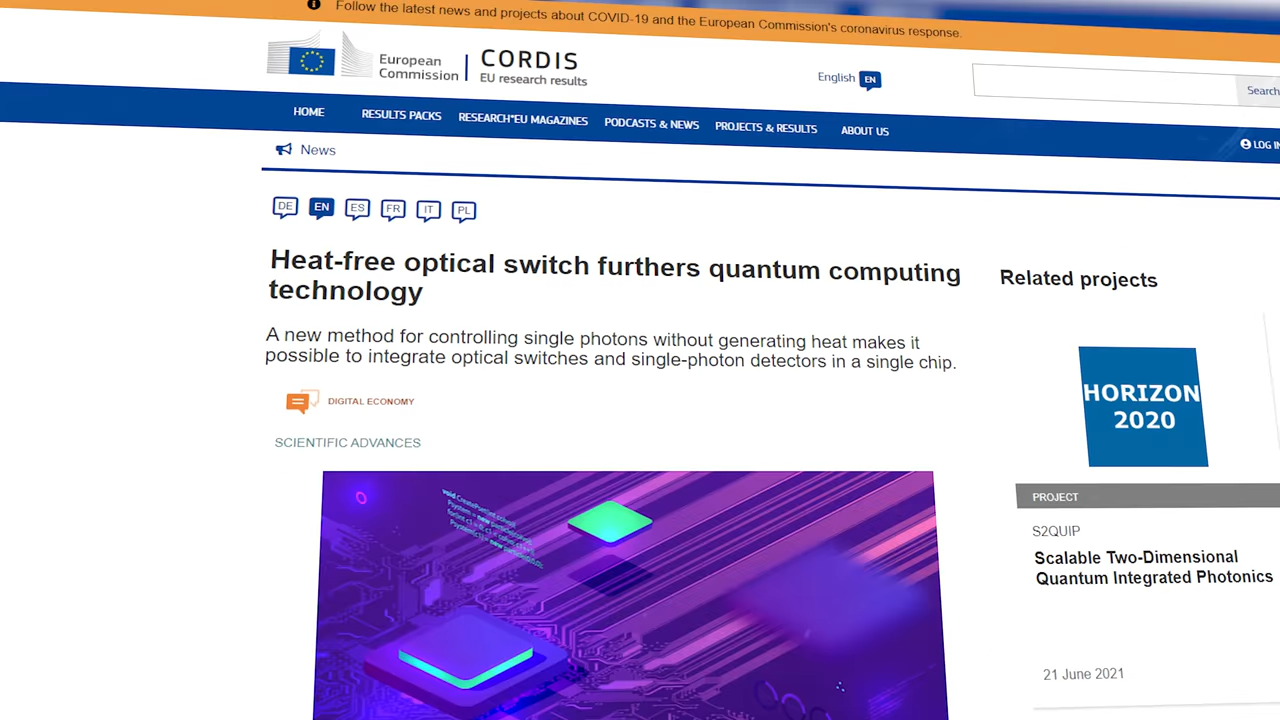 Follow the latest news and projects about COVID-19 and the European Commission's coronavirus response.
European
Commission
CORDIS
EU research results
English EN
Search
HOME RESULTS PACKS RESEARCH*EU MAGAZINES PODCASTS & NEWS PROJECTS & RESULTS ABOUT US
LOG IN
News
DE EN ES FR IT PL
Heat-free optical switch furthers quantum computing
technology
A new method for controlling single photons without generating heat makes it
possible to integrate optical switches and single-photon detectors in a single chip.
DIGITAL ECONOMY
SCIENTIFIC ADVANCES
Related projects
HORIZON
2020
PROJECT
S2QUIP
Scalable Two-Dimensional
Quantum Integrated Photonics
21 June 2021